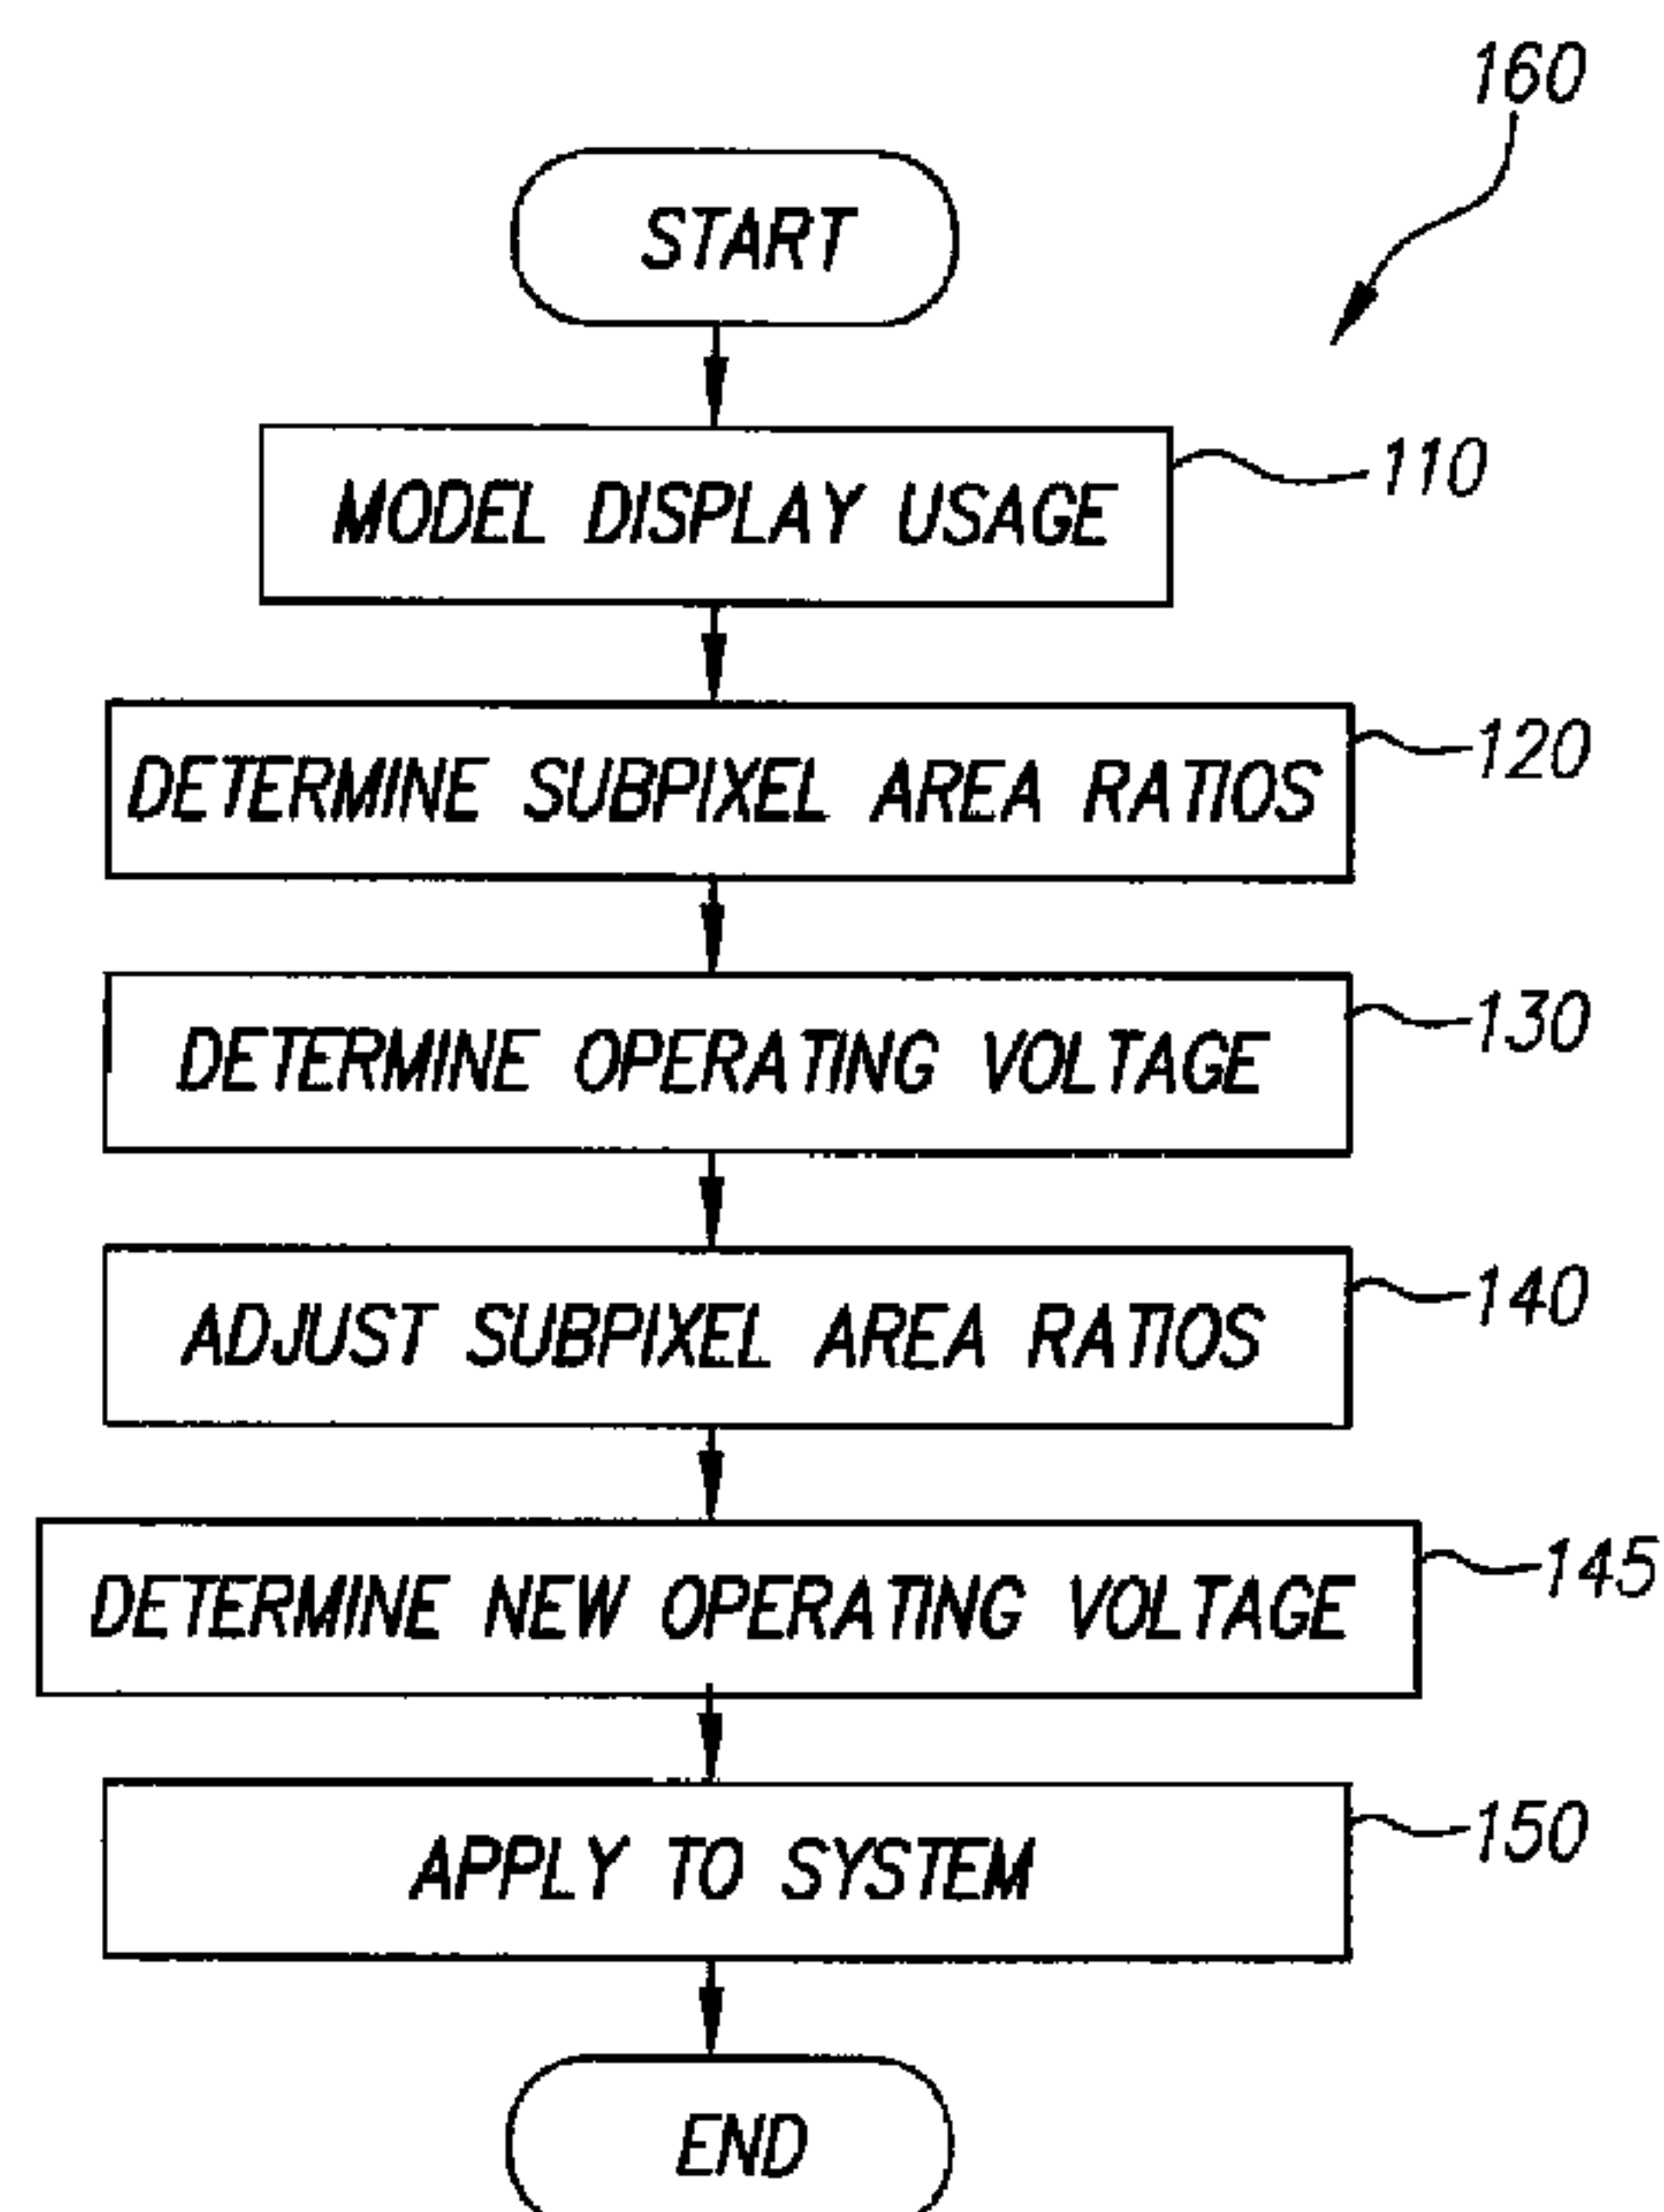 160
START
MODEL DISPLAY USAGE
110
DETERMINE SUBPIXEL AREA RATIOS
120
DETERMINE OPERATING VOLTAGE
130
ADJUST SUBPIXEL AREA RATIOS
140
DETERMINE NEW OPERATING VOLTAGE
145
APPLY TO SYSTEM
150
END